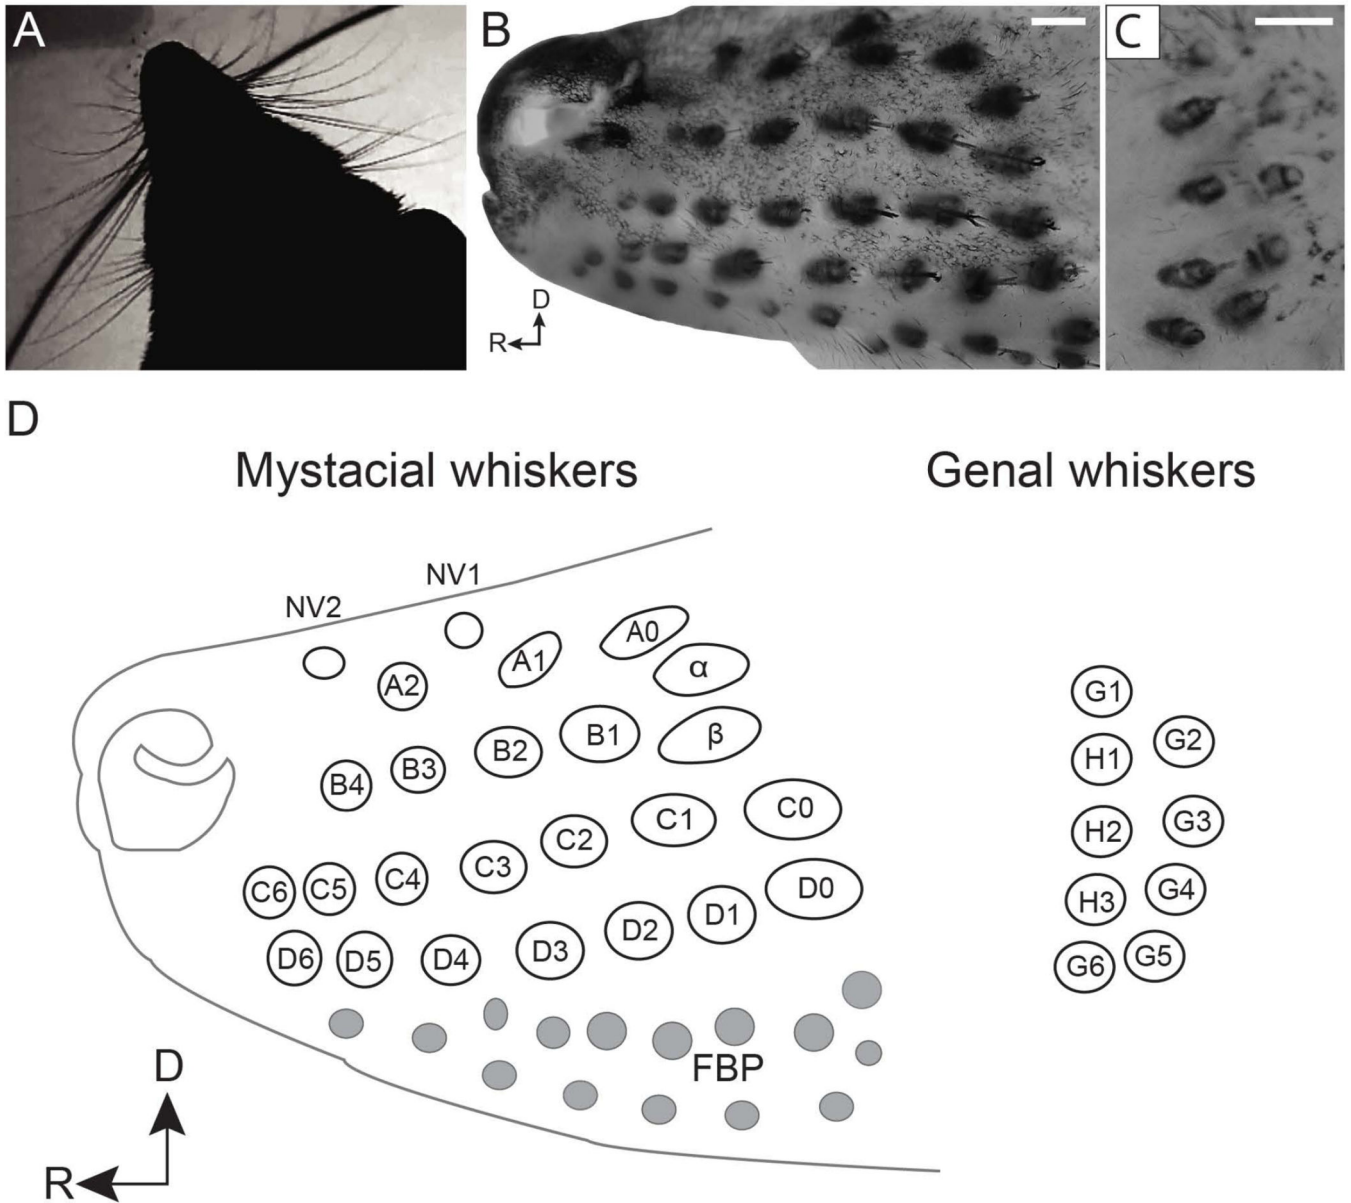 A
B
C
D
R
D
Mystacial whiskers
Genal whiskers
NV1
NV2
A0
A1
α
A2
G1
B1
β
B2
G2
B3
H1
B4
C0
C1
G3
C2
H2
C3
C4
C5
C6
D0
G4
H3
D1
D2
D3
D4
D5
D6
G5
G6
FBP
D
R